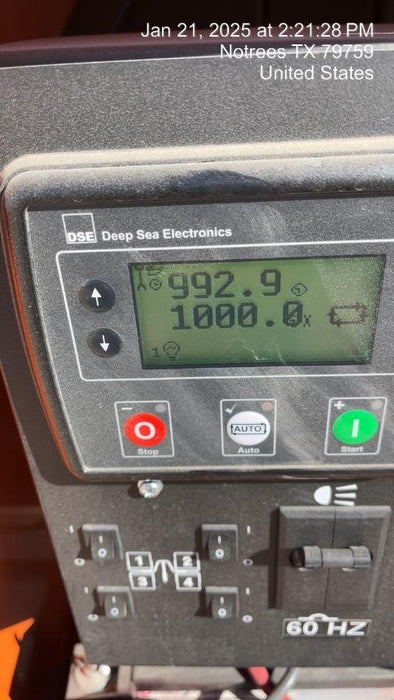 Jan 21, 2025 at 2:21:28 PM
Notrees TX 79759
United States
DSE Deep Sea Electronics
992.9
1000.0
1
O
AUTO
I
Stop
Auto
Start
1 2
3 4
60 HZ